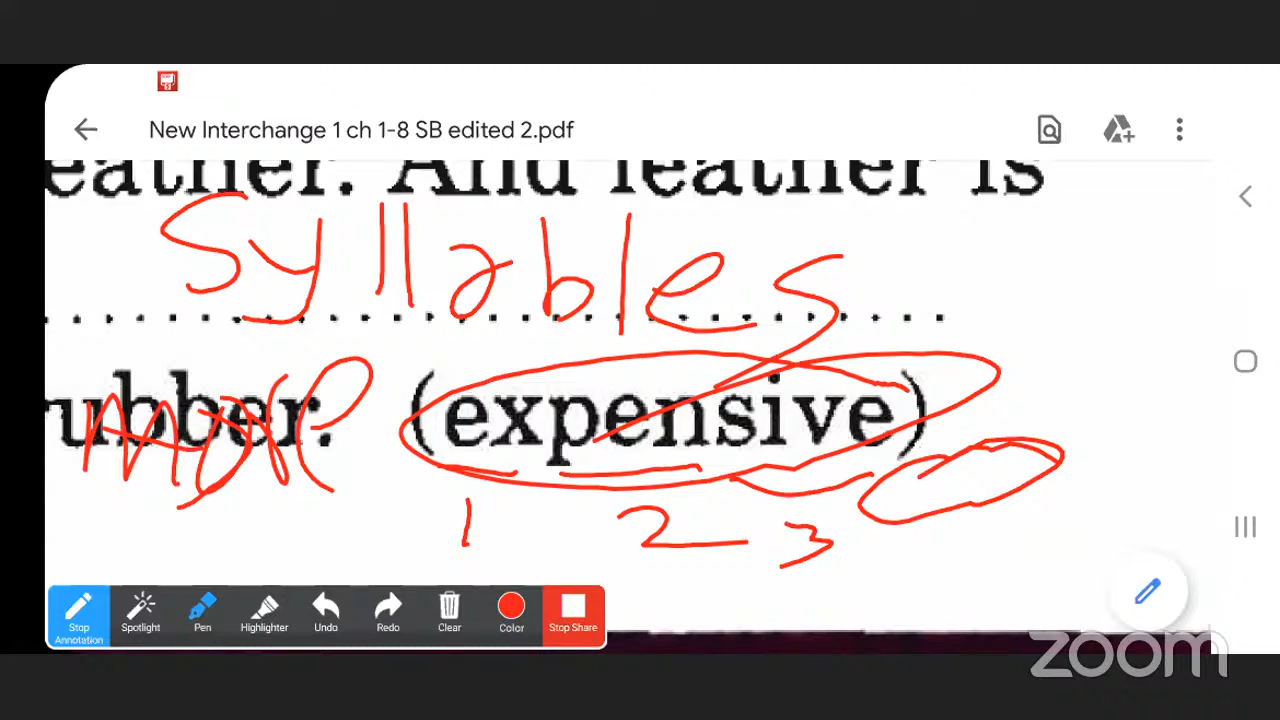 New Interchange 1 ch 1-8 SB edited 2.pdf
eather. And leather is
Syllables
................................
rubber. (expensive)
more
1 2 3
Stop Annotation
Spotlight
Pen
Highlighter
Undo
Redo
Clear
Color
Stop Share
zoom